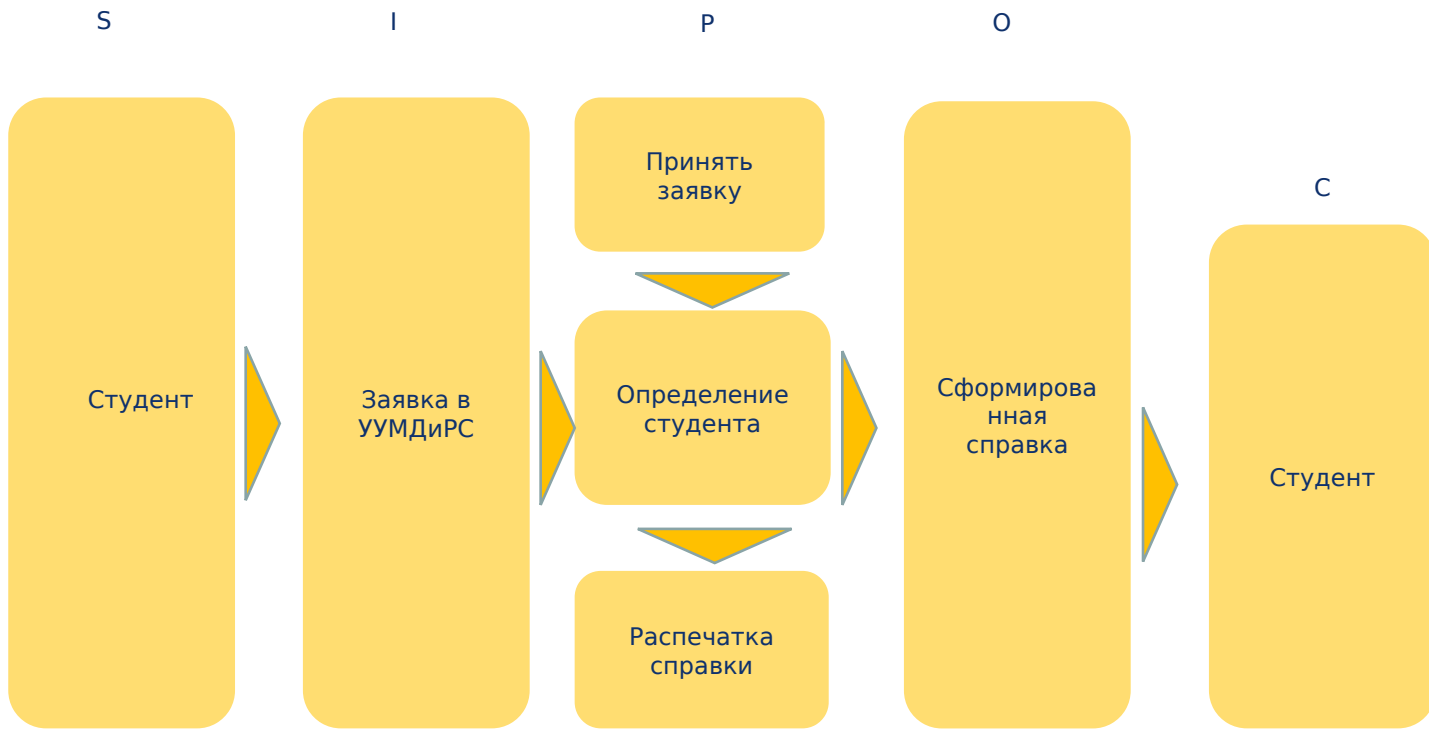 S
I
P
O
C
Студент
Заявка в
УУМДиРС
Принять
заявку
Определение
студента
Распечатка
справки
Сформирова
нная
справка
Студент